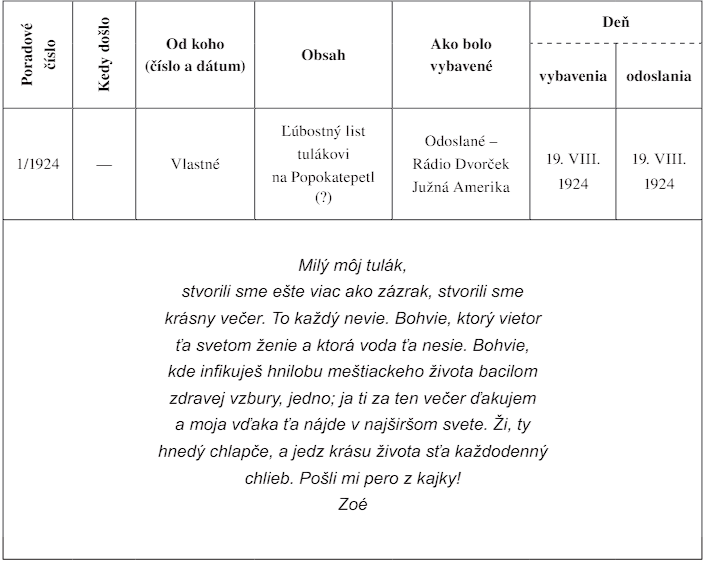 Poradové
číslo
Kedy došlo
Od koho
(číslo a dátum)
Obsah
Ako bolo
vybavené
Deň
vybavenia
odoslania
1/1924
—
Vlastné
Ľúbostný list
tulákovi
na Popokatepetl
(?)
Odoslané –
Rádio Dvorček
Južná Amerika
19. VIII.
1924
19. VIII.
1924
Milý môj tulák,
stvorili sme ešte viac ako zázrak, stvorili sme
krásny večer. To každý nevie. Bohvie, ktorý vietor
ťa svetom ženie a ktorá voda ťa nesie. Bohvie,
kde infikuješ hnilobu meštiackeho života bacilom
zdravej vzbury, jedno; ja ti za ten večer ďakujem
a moja vďaka ťa nájde v najširšom svete. Ži, ty
hnedý chlapče, a jedz krásu života sťa každodenný
chlieb. Pošli mi pero z kajky!
Zoé